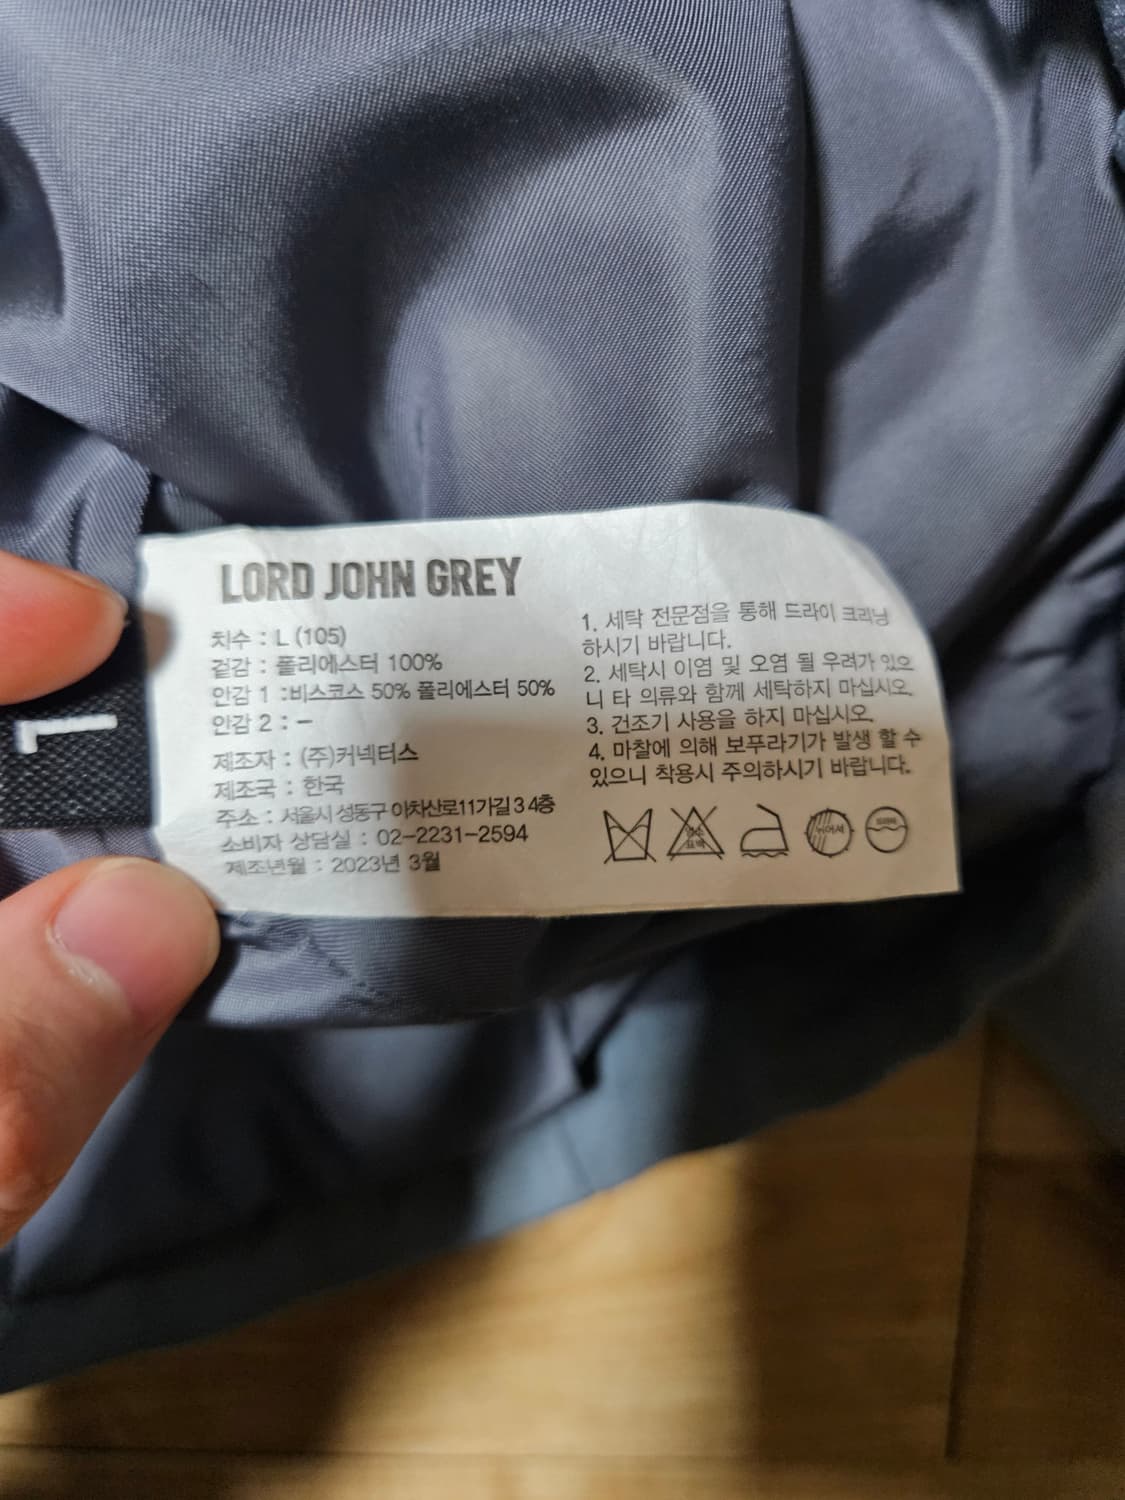 LORD JOHN GREY
치수 : L (105)
겉감 : 폴리에스터 100%
안감 1 :비스코스 50% 폴리에스터 50%
안감 2 : –
제조자 : (주)커넥터스
제조국 : 한국
주소 : 서울시 성동구 아차산로11가길 3 4층
소비자 상담실 : 02-2231-2594
제조년월 : 2023년 3월
1. 세탁 전문점을 통해 드라이 크리닝
하시기 바랍니다.
2. 세탁시 이염 및 오염 될 우려가 있으
니 타 의류와 함께 세탁하지 마십시오.
3. 건조기 사용을 하지 마십시오.
4. 마찰에 의해 보푸라기가 발생 할 수
있으니 착용시 주의하시기 바랍니다.
염소
표백
뉘어서
L